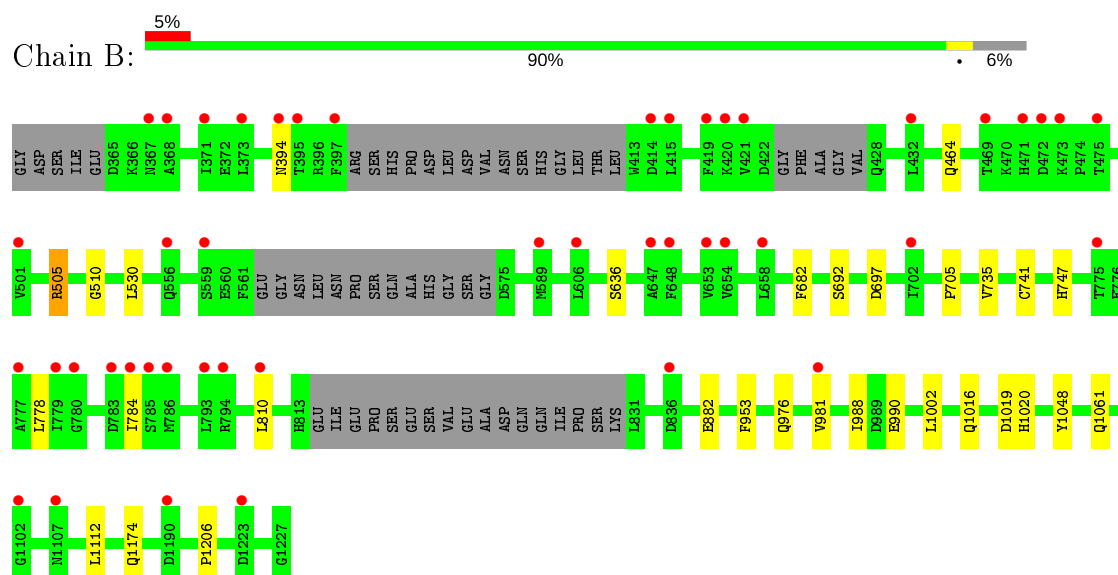 5%
Chain B:
90% • 6%
GLY ASP SER ILE GLU D365 K366 N367 A368 I371 E372 L373 N394 T395 R396 F397 ARG SER HIS PRO ASP LEU ASP VAL ASN SER HIS GLY LEU THR LEU W413 D414 L415 F419 K420 V421 D422 GLY PHE ALA GLY VAL Q428 L432 Q464 T469 K470 H471 D472 K473 P474 T475
V501 R505 G510 L530 Q556 S559 E560 F561 GLU GLY ASN LEU ASN PRO SER GLN ALA HIS GLY SER GLY D575 M589 L606 S636 A647 F648 V653 V654 L658 F682 S692 D697 I702 P705 V735 C741 H747 T775 E776
A777 L778 I779 G780 D783 I784 S785 M786 L793 R794 L810 H813 GLU ILE GLU PRO SER GLU SER VAL GLU ALA ASP GLN GLN ILE PRO SER LYS L831 D836 E882 F953 Q976 V981 I988 D989 E990 L1002 Q1016 D1019 H1020 Y1048 Q1061
G1102 N1107 L1112 Q1174 D1190 P1206 D1223 G1227